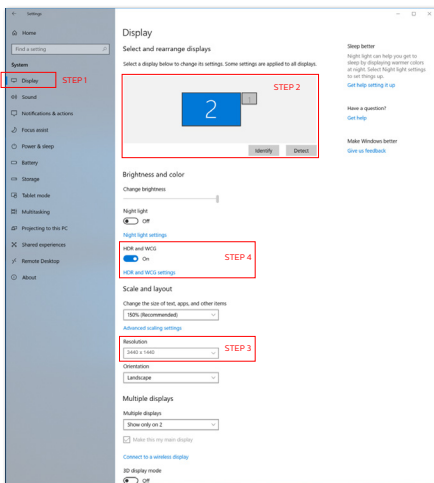 Settings
Home
Find a setting
System
Display
STEP 1
Sound
Notifications & actions
Focus assist
Power & sleep
Battery
Storage
Tablet mode
Multitasking
Projecting to this PC
Shared experiences
Remote Desktop
About
Display
Select and rearrange displays
Select a display below to change its settings. Some settings are applied to all displays.
STEP 2
2
1
Identify
Detect
Brightness and color
Change brightness
Night light
Off
Night light settings
HDR and WCG
On
STEP 4
HDR and WCG settings
Scale and layout
Change the size of text, apps, and other items
150% (Recommended)
Advanced scaling settings
Resolution
3440 x 1440
STEP 3
Orientation
Landscape
Multiple displays
Multiple displays
Show only on 2
Make this my main display
Connect to a wireless display
3D display mode
Off
Sleep better
Night light can help you get to
sleep by displaying warmer colors
at night. Select Night light settings
to set things up.
Get help setting it up
Have a question?
Get help
Make Windows better
Give us feedback